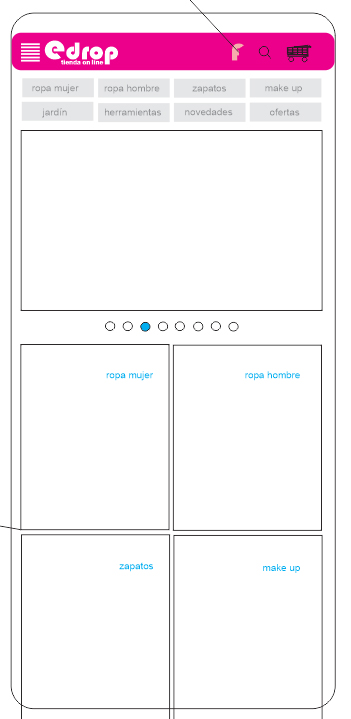 edrop
tienda on line
ropa mujer ropa hombre zapatos make up
jardín herramientas novedades ofertas
ropa mujer ropa hombre
zapatos make up